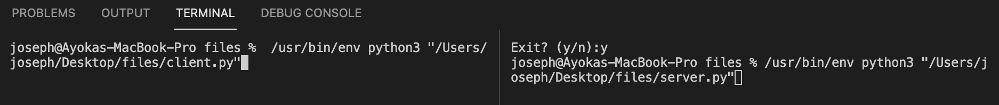 PROBLEMS OUTPUT TERMINAL DEBUG CONSOLE
joseph@Ayokas-MacBook-Pro files %  /usr/bin/env python3 "/Users/
joseph/Desktop/files/client.py"
Exit? (y/n):y
joseph@Ayokas-MacBook-Pro files % /usr/bin/env python3 "/Users/j
oseph/Desktop/files/server.py"